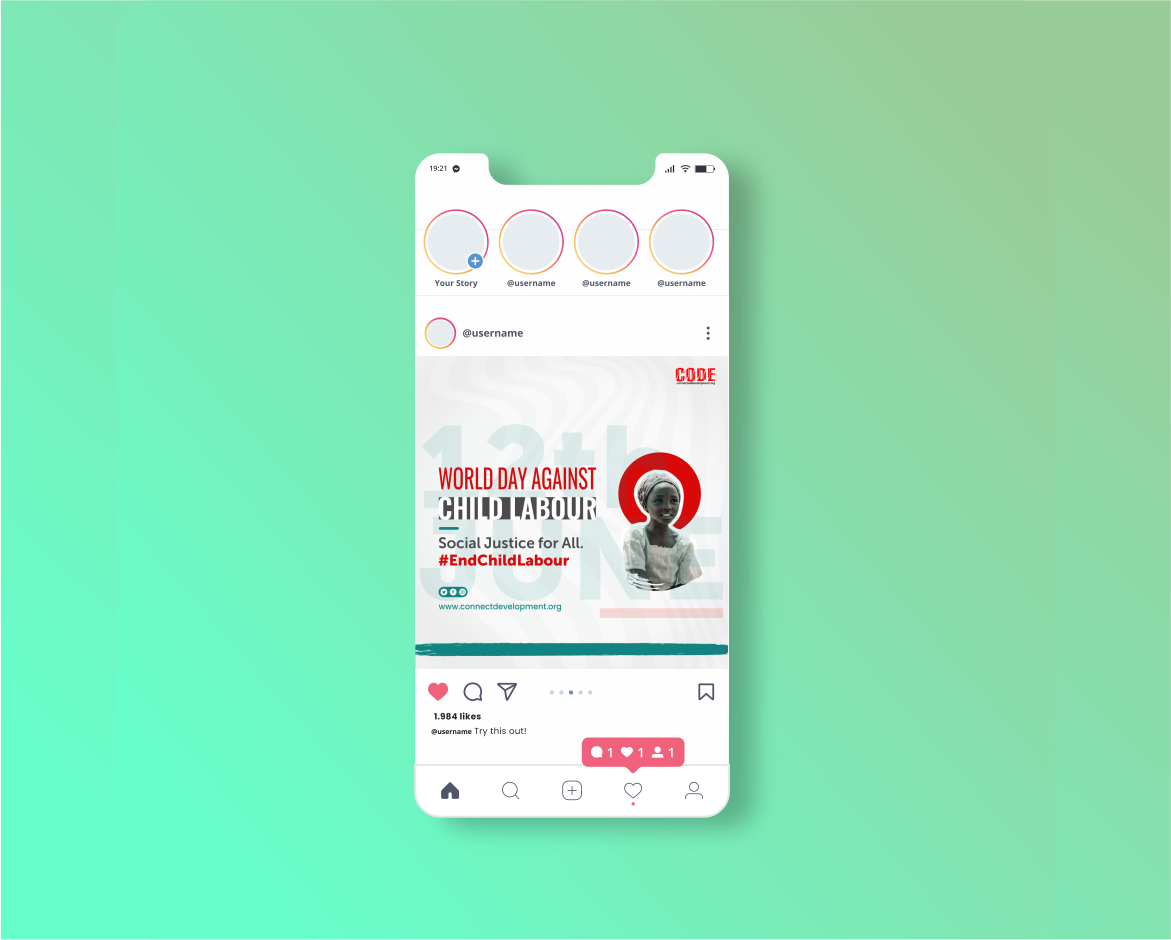 19:21
Your Story
@username
@username
@username
@username
CODE
12th
JUNE
WORLD DAY AGAINST
CHILD LABOUR
Social Justice for All.
#EndChildLabour
www.connectdevelopment.org
1.984 likes
@username Try this out!
1 1 1